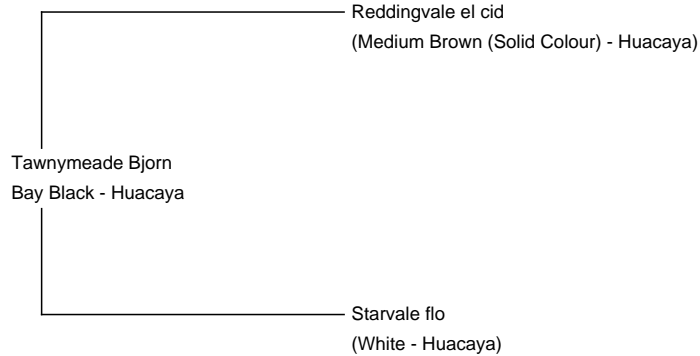 Reddingvale el cid
(Medium Brown (Solid Colour) - Huacaya)
Tawnymeade Bjorn
Bay Black - Huacaya
Starvale flo
(White - Huacaya)